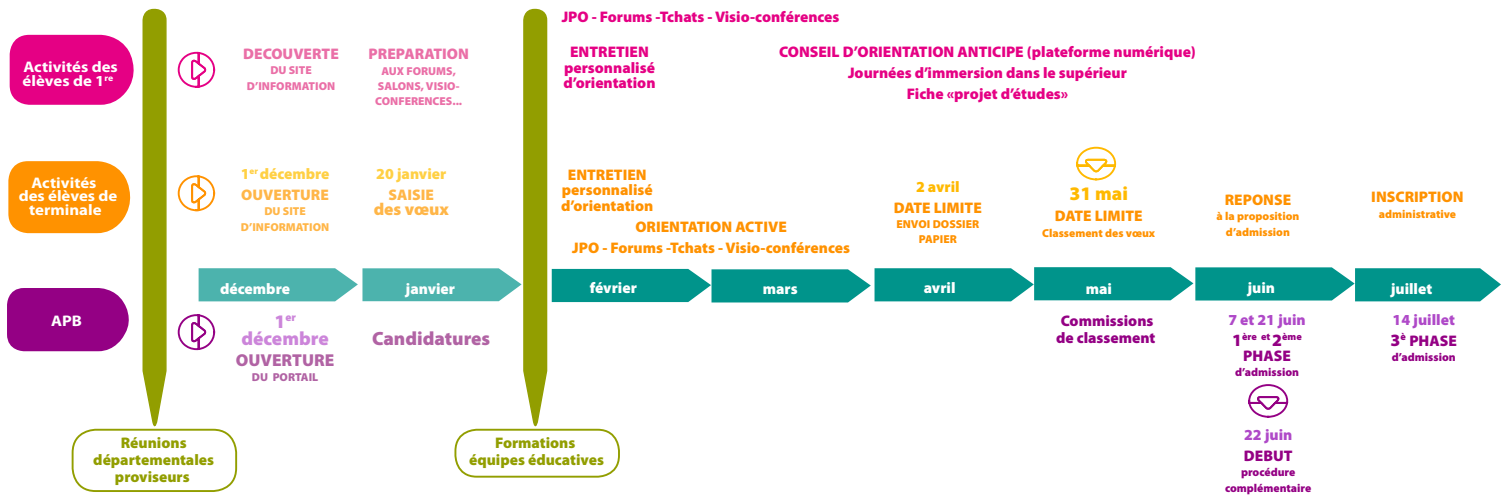 JPO - Forums -Tchats - Visio-conférences
Activités des
élèves de 1re
DECOUVERTE
DU SITE
D’INFORMATION
PREPARATION
AUX FORUMS,
SALONS, VISIO-
CONFERENCES...
ENTRETIEN
personnalisé
d’orientation
CONSEIL D’ORIENTATION ANTICIPE (plateforme numérique)
Journées d’immersion dans le supérieur
Fiche «projet d’études»
Activités
des élèves de
terminale
1er décembre
OUVERTURE
DU SITE
D’INFORMATION
20 janvier
SAISIE
des vœux
ENTRETIEN
personnalisé
d’orientation
ORIENTATION ACTIVE
JPO - Forums -Tchats - Visio-conférences
2 avril
DATE LIMITE
ENVOI DOSSIER
PAPIER
31 mai
DATE LIMITE
Classement des vœux
REPONSE
à la proposition
d’admission
INSCRIPTION
administrative
décembre
janvier
février
mars
avril
mai
juin
juillet
APB
1er
décembre
OUVERTURE
DU PORTAIL
Candidatures
Commissions
de classement
7 et 21 juin
1ère et 2ème
PHASE
d’admission
22 juin
DEBUT
procédure
complémentaire
14 juillet
3è PHASE
d’admission
Réunions
départementales
proviseurs
Formations
équipes éducatives